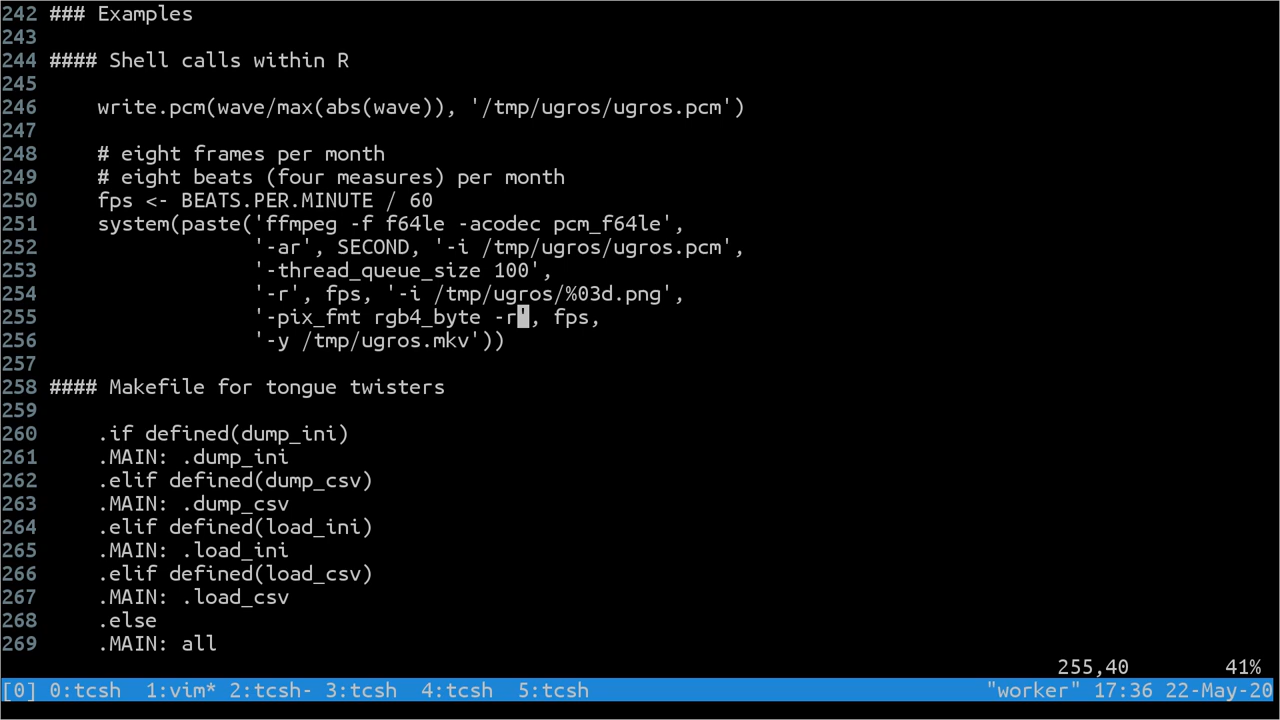 242 ### Examples
243
244 #### Shell calls within R
245
246     write.pcm(wave/max(abs(wave)), '/tmp/ugros/ugros.pcm')
247
248     # eight frames per month
249     # eight beats (four measures) per month
250     fps <- BEATS.PER.MINUTE / 60
251     system(paste('ffmpeg -f f64le -acodec pcm_f64le',
252                  '-ar', SECOND, '-i /tmp/ugros/ugros.pcm',
253                  '-thread_queue_size 100',
254                  '-r', fps, '-i /tmp/ugros/%03d.png',
255                  '-pix_fmt rgb4_byte -r', fps,
256                  '-y /tmp/ugros.mkv'))
257
258 #### Makefile for tongue twisters
259
260     .if defined(dump_ini)
261     .MAIN: .dump_ini
262     .elif defined(dump_csv)
263     .MAIN: .dump_csv
264     .elif defined(load_ini)
265     .MAIN: .load_ini
266     .elif defined(load_csv)
267     .MAIN: .load_csv
268     .else
269     .MAIN: all
255,40 41%
[0] 0:tcsh  1:vim* 2:tcsh- 3:tcsh  4:tcsh  5:tcsh "worker" 17:36 22-May-20